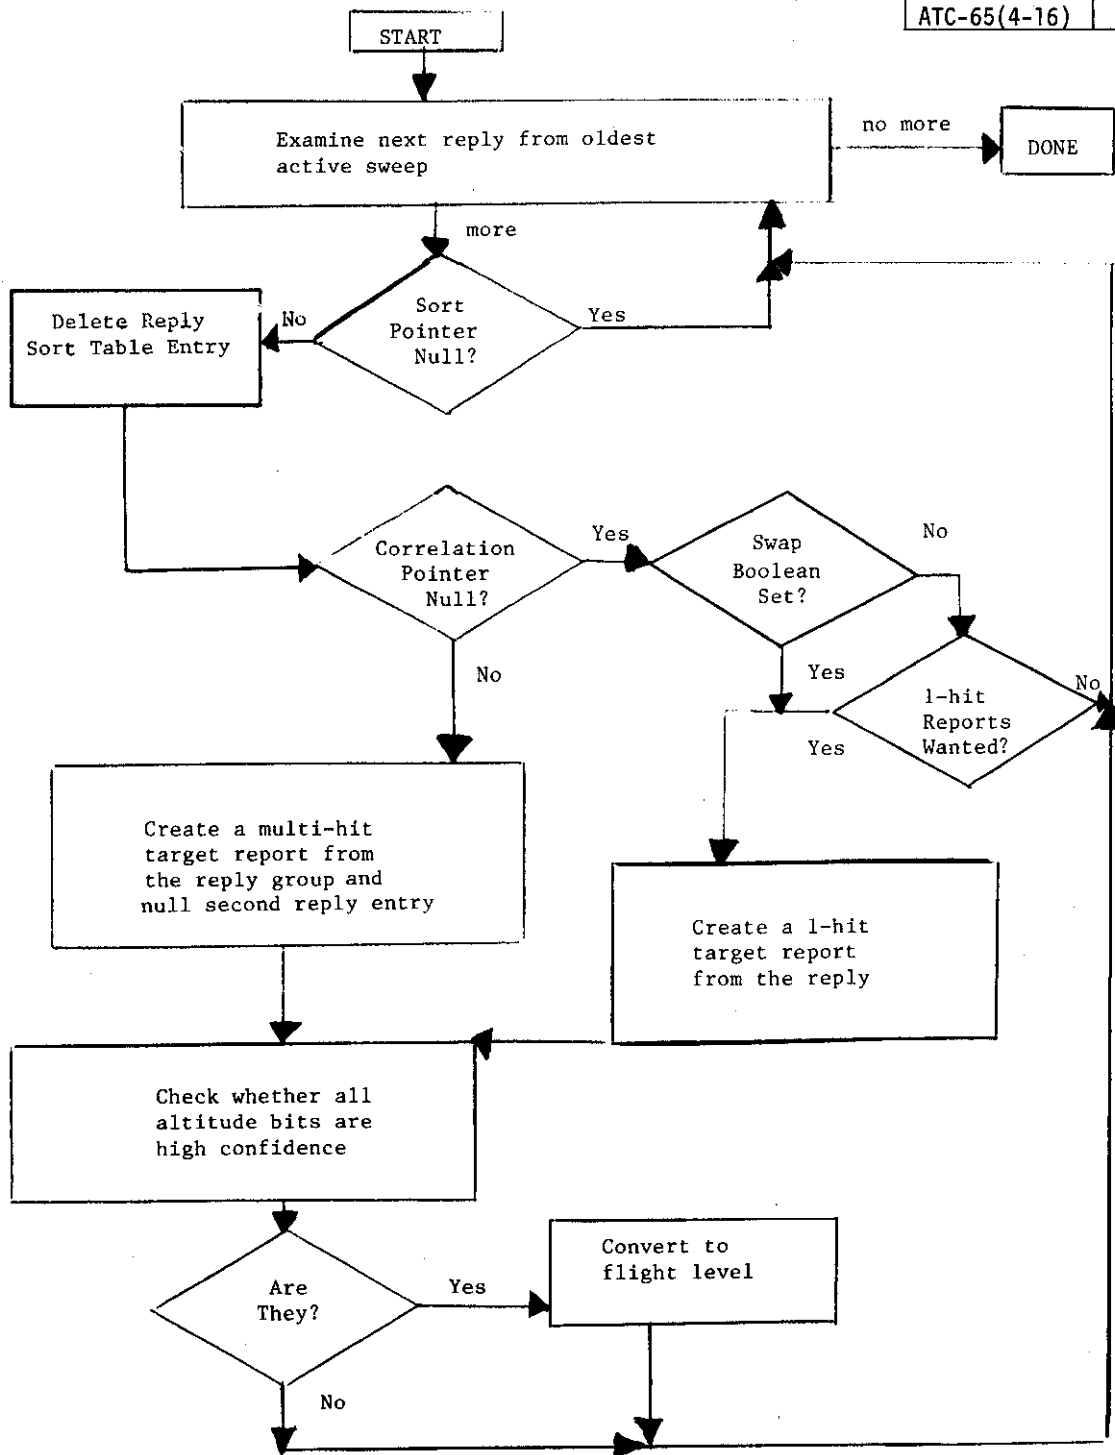 ATC-65(4-16)
START
Examine next reply from oldest
active sweep
no more
DONE
more
Sort
Pointer
Null?
Yes
No
Delete Reply
Sort Table Entry
Correlation
Pointer
Null?
Yes
Swap
Boolean
Set?
No
No
Yes
1-hit
Reports
Wanted?
No
Yes
Create a multi-hit
target report from
the reply group and
null second reply entry
Create a 1-hit
target report
from the reply
Check whether all
altitude bits are
high confidence
Are
They?
Yes
Convert to
flight level
No